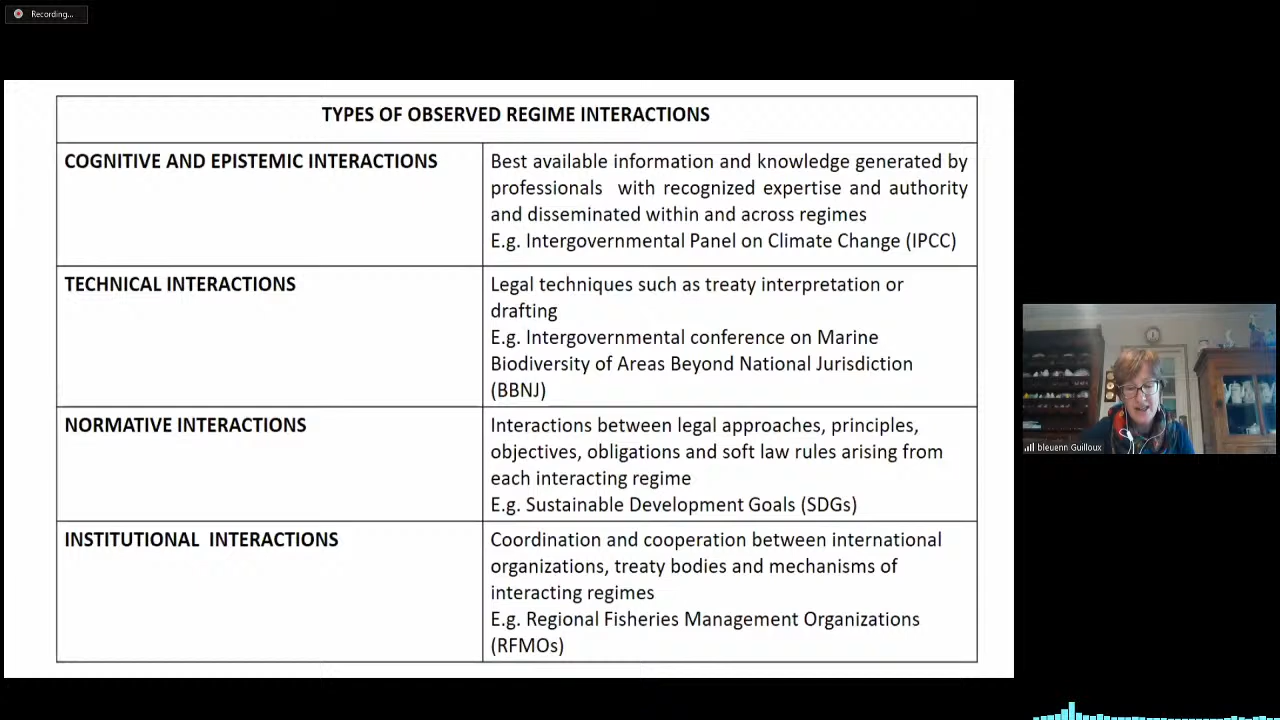 Recording...
TYPES OF OBSERVED REGIME INTERACTIONS
COGNITIVE AND EPISTEMIC INTERACTIONS
Best available information and knowledge generated by
professionals with recognized expertise and authority
and disseminated within and across regimes
E.g. Intergovernmental Panel on Climate Change (IPCC)
TECHNICAL INTERACTIONS
Legal techniques such as treaty interpretation or
drafting
E.g. Intergovernmental conference on Marine
Biodiversity of Areas Beyond National Jurisdiction
(BBNJ)
NORMATIVE INTERACTIONS
Interactions between legal approaches, principles,
objectives, obligations and soft law rules arising from
each interacting regime
E.g. Sustainable Development Goals (SDGs)
INSTITUTIONAL INTERACTIONS
Coordination and cooperation between international
organizations, treaty bodies and mechanisms of
interacting regimes
E.g. Regional Fisheries Management Organizations
(RFMOs)
bleuenn Guilloux